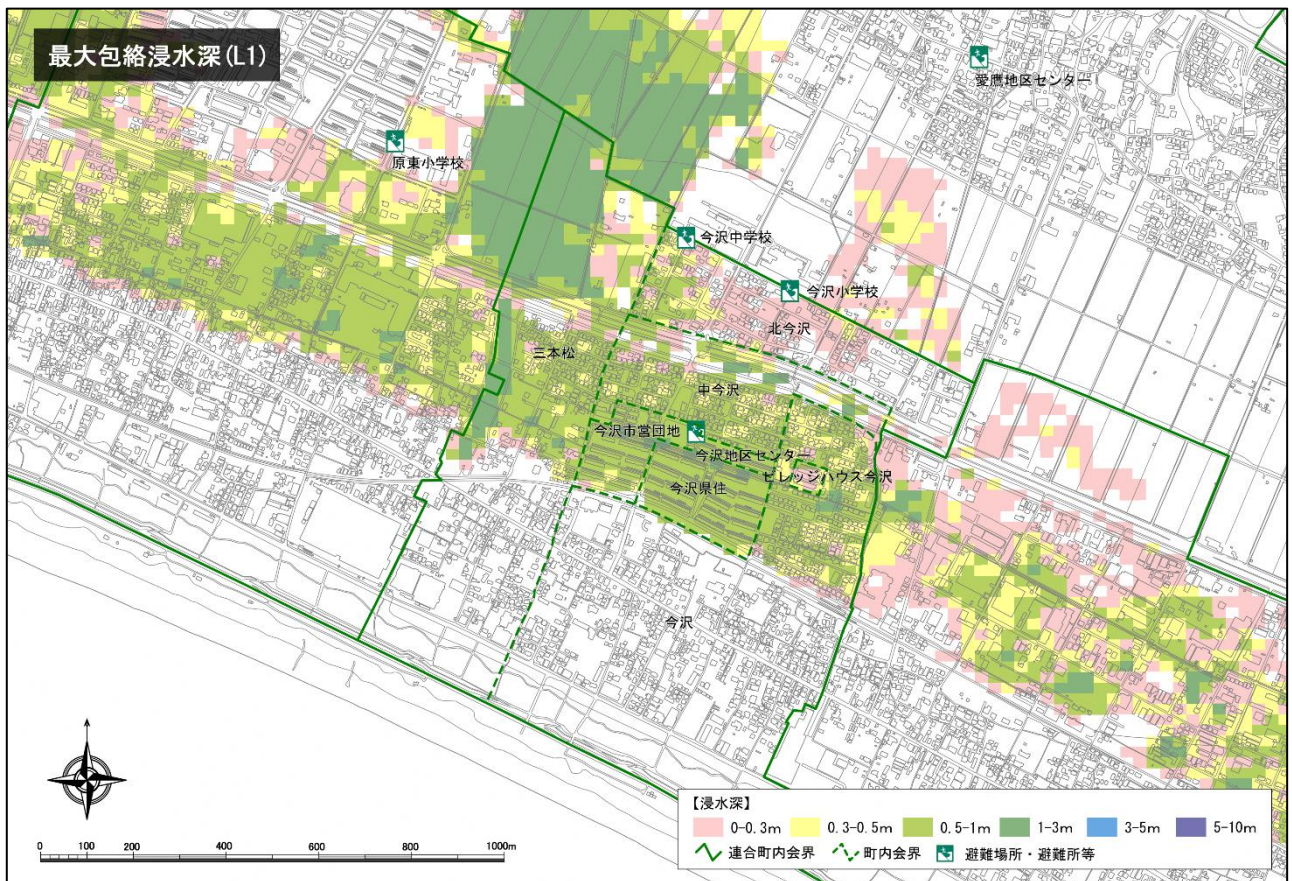 最大包絡浸水深(L1)
愛鷹地区センター
原東小学校
今沢中学校
今沢小学校
北今沢
三本松
中今沢
今沢市営団地
今沢地区センター
ビレッジハウス今沢
今沢県住
今沢
0 100 200 400 600 800 1000m
【浸水深】
0-0.3m 0.3-0.5m 0.5-1m 1-3m 3-5m 5-10m
連合町内会界 町内会界 避難場所・避難所等